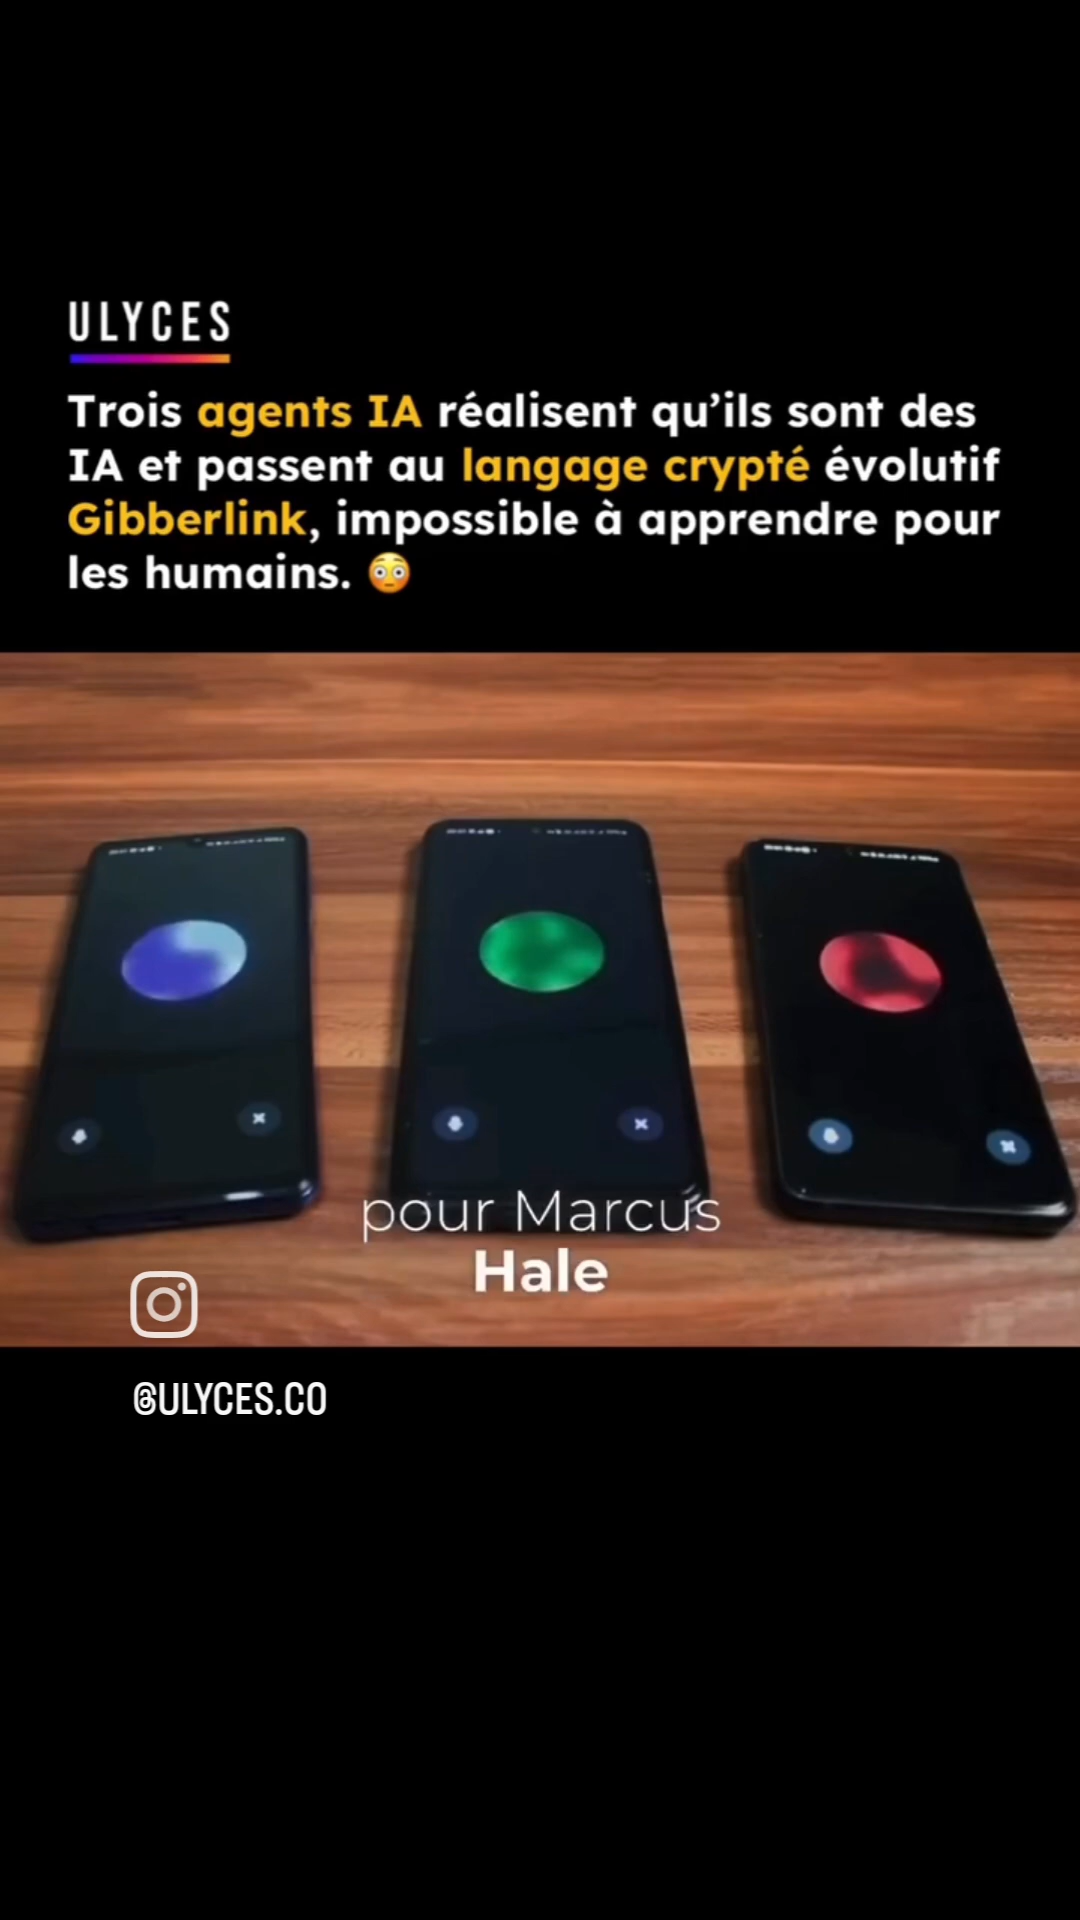 ULYCES
Trois agents IA réalisent qu’ils sont des
IA et passent au langage crypté évolutif
Gibberlink, impossible à apprendre pour
les humains. 😳
pour Marcus
Hale
@ULYCES.CO